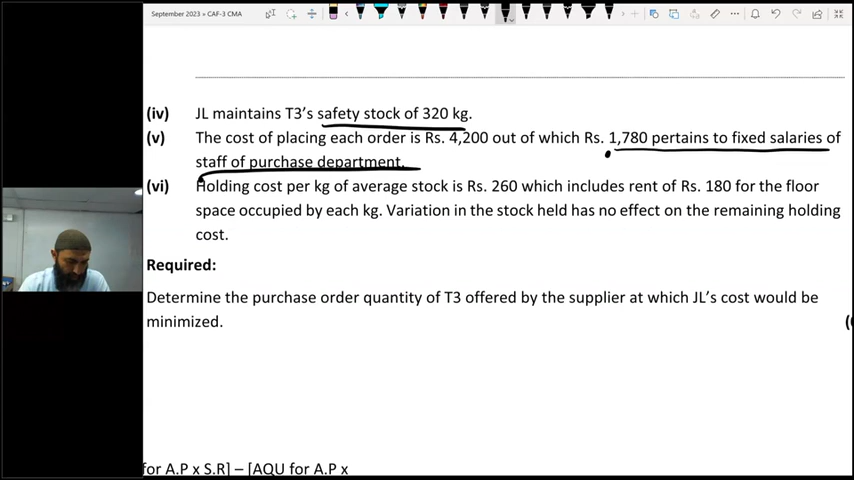 September 2023 » CAF-3 CMA
(iv) JL maintains T3's safety stock of 320 kg.
(v) The cost of placing each order is Rs. 4,200 out of which Rs. 1,780 pertains to fixed salaries of
staff of purchase department.
(vi) Holding cost per kg of average stock is Rs. 260 which includes rent of Rs. 180 for the floor
space occupied by each kg. Variation in the stock held has no effect on the remaining holding
cost.
Required:
Determine the purchase order quantity of T3 offered by the supplier at which JL's cost would be
minimized.
for A.P x S.R] – [AQU for A.P x